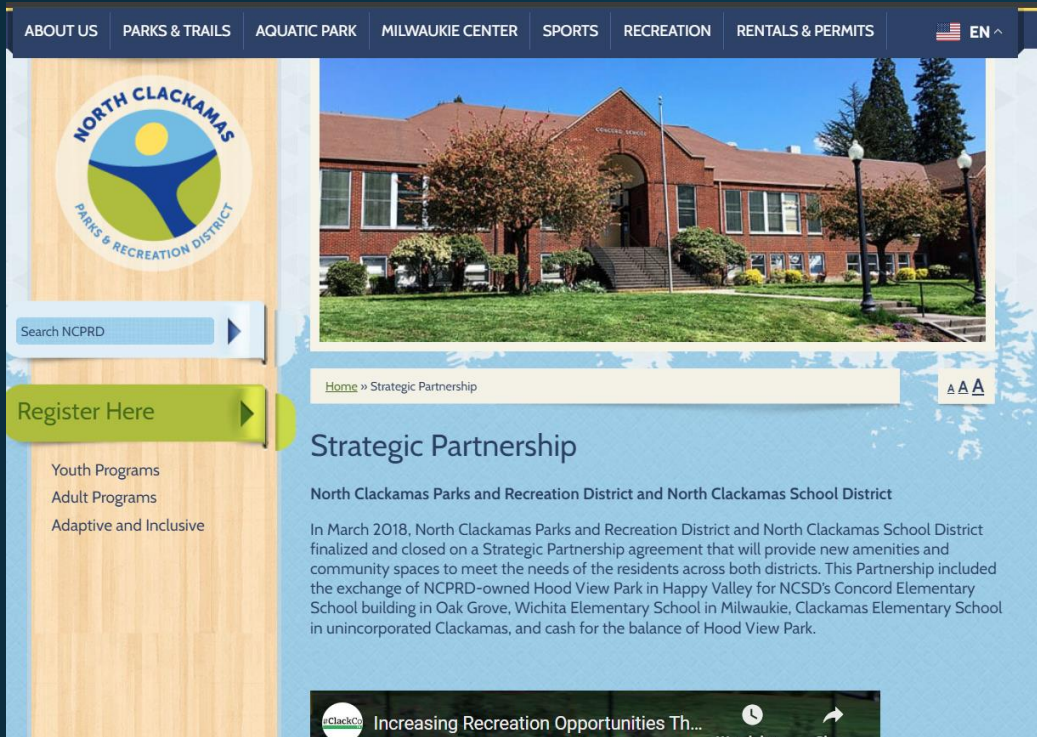 ABOUT US PARKS & TRAILS AQUATIC PARK MILWAUKIE CENTER SPORTS RECREATION RENTALS & PERMITS EN
NORTH CLACKAMAS
PARKS & RECREATION DISTRICT
CONCORD SCHOOL
Search NCPRD
Home » Strategic Partnership
A A A
Register Here
Youth Programs
Adult Programs
Adaptive and Inclusive
Strategic Partnership
North Clackamas Parks and Recreation District and North Clackamas School District
In March 2018, North Clackamas Parks and Recreation District and North Clackamas School District
finalized and closed on a Strategic Partnership agreement that will provide new amenities and
community spaces to meet the needs of the residents across both districts. This Partnership included
the exchange of NCPRD-owned Hood View Park in Happy Valley for NCSD's Concord Elementary
School building in Oak Grove, Wichita Elementary School in Milwaukie, Clackamas Elementary School
in unincorporated Clackamas, and cash for the balance of Hood View Park.
#ClackCo
Increasing Recreation Opportunities Th...